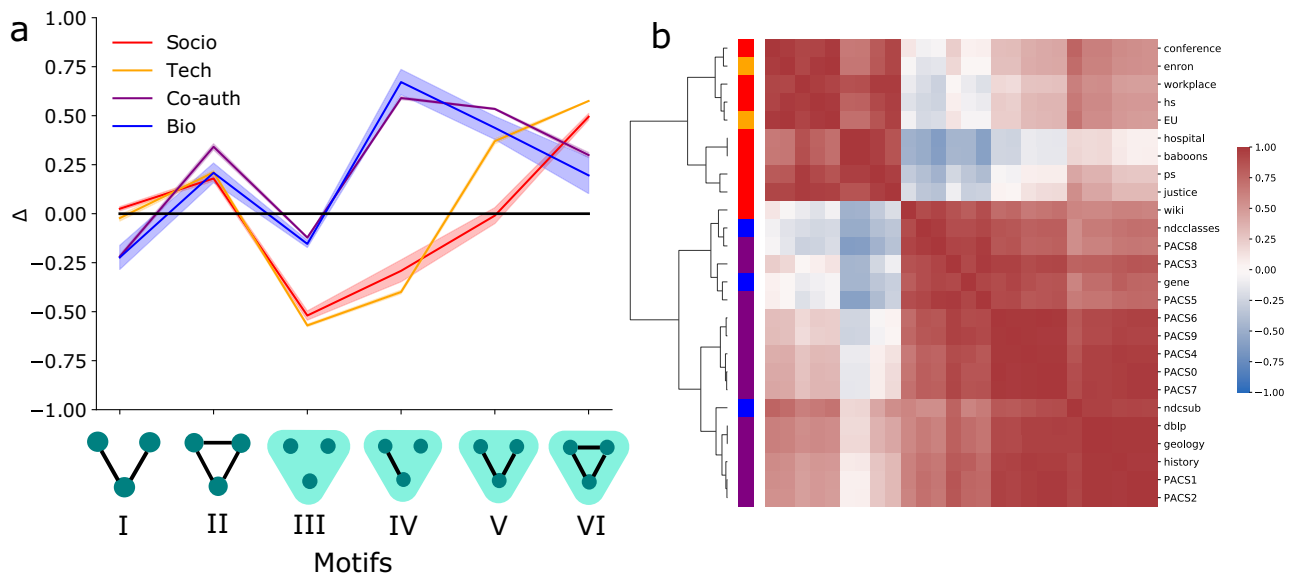 a
1.00
0.75
0.50
0.25
0.00
−0.25
−0.50
−0.75
−1.00
Δ
Socio
Tech
Co-auth
Bio
I II III IV V VI
Motifs
b
conference
enron
workplace
hs
EU
hospital
baboons
ps
justice
wiki
ndcclasses
PACS8
PACS3
gene
PACS5
PACS6
PACS9
PACS4
PACS0
PACS7
ndcsub
dblp
geology
history
PACS1
PACS2
1.00
0.75
0.50
0.25
0.00
−0.25
−0.50
−0.75
−1.00